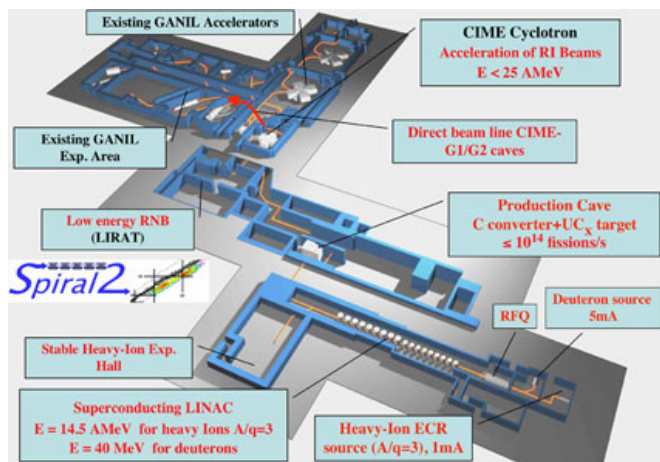 Existing GANIL Accelerators
CIME Cyclotron
Acceleration of RI Beams
E < 25 AMeV
Direct beam line CIME-
G1/G2 caves
Existing GANIL
Exp. Area
Low energy RNB
(LIRAT)
Production Cave
C converter+UCₓ target
≤ 10¹⁴ fissions/s
Spiral2
Deuteron source
5mA
RFQ
Stable Heavy-Ion Exp.
Hall
Superconducting LINAC
E = 14.5 AMeV for heavy Ions A/q=3
E = 40 MeV for deuterons
Heavy-Ion ECR
source (A/q=3), 1mA